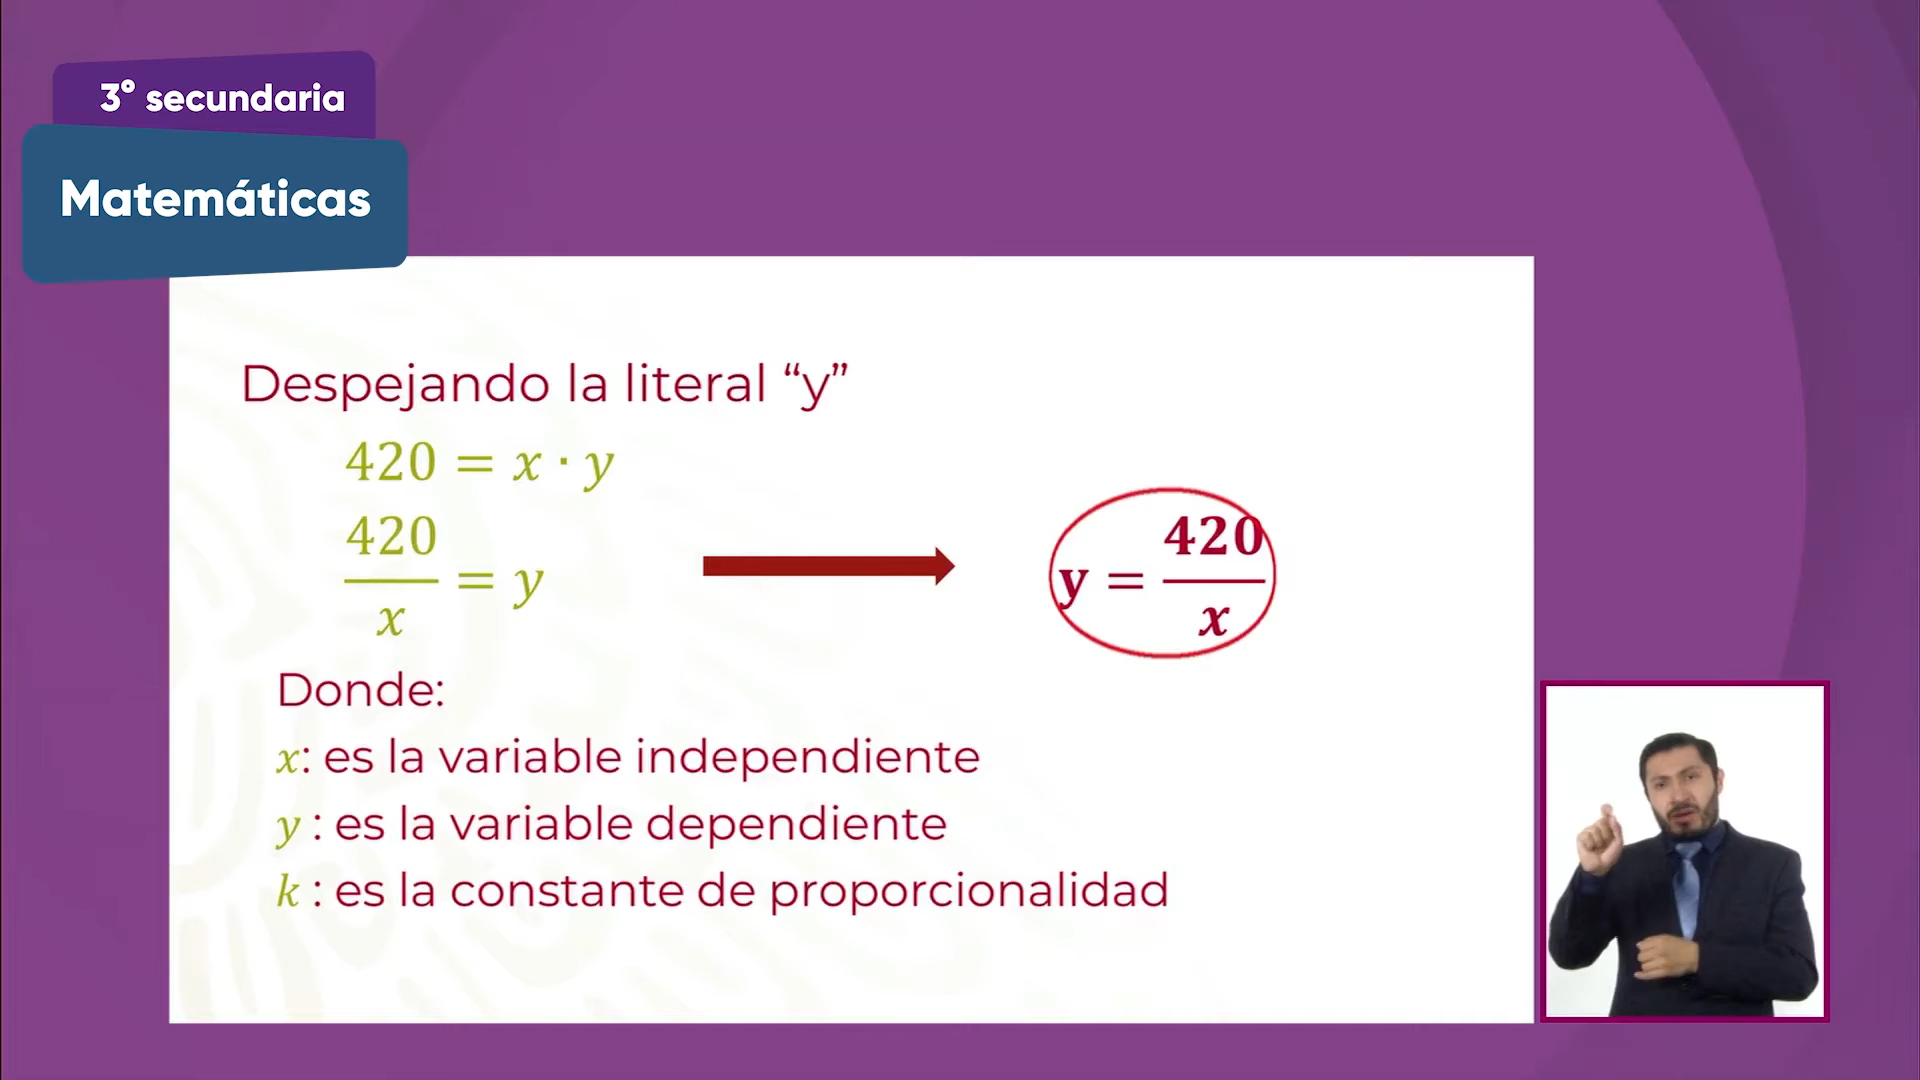 3° secundaria
Matemáticas
Despejando la literal “y”
420 = x · y
420/x = y
y = 420/x
Donde:
x: es la variable independiente
y : es la variable dependiente
k : es la constante de proporcionalidad